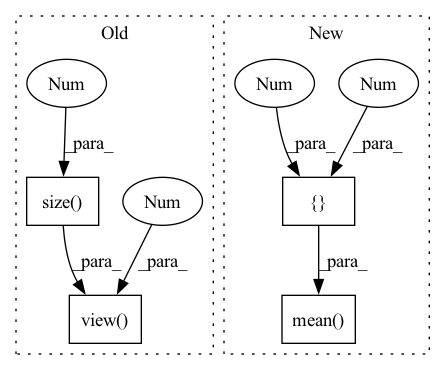 Old
New
Num
Num
Num
_para_
_para_
_para_
size()
Num
{}
_para_
_para_
_para_
view()
mean()